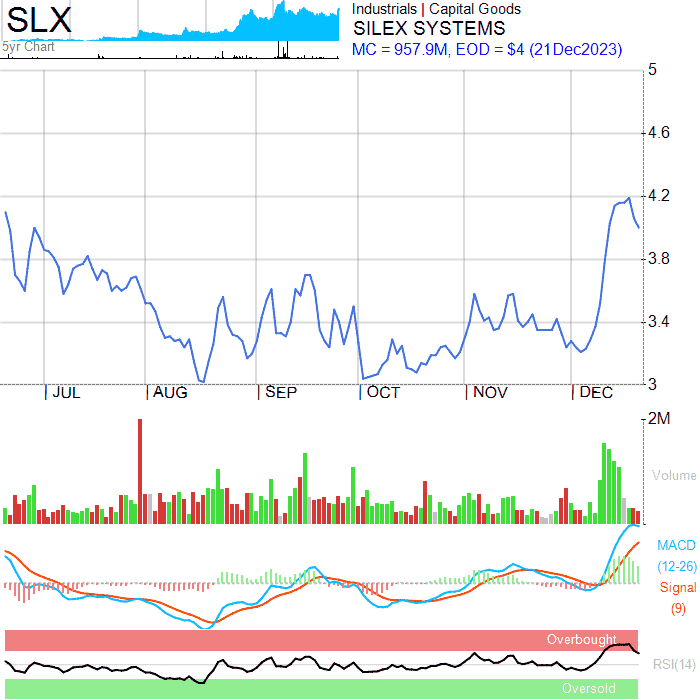 SLX
5yr Chart
Industrials | Capital Goods
SILEX SYSTEMS
MC = 957.9M, EOD = $4 (21Dec2023)
5
4.6
4.2
3.8
3.4
3
| JUL | AUG | SEP | OCT | NOV | DEC
2M
Volume
MACD
(12-26)
Signal
(9)
Overbought
RSI(14)
Oversold